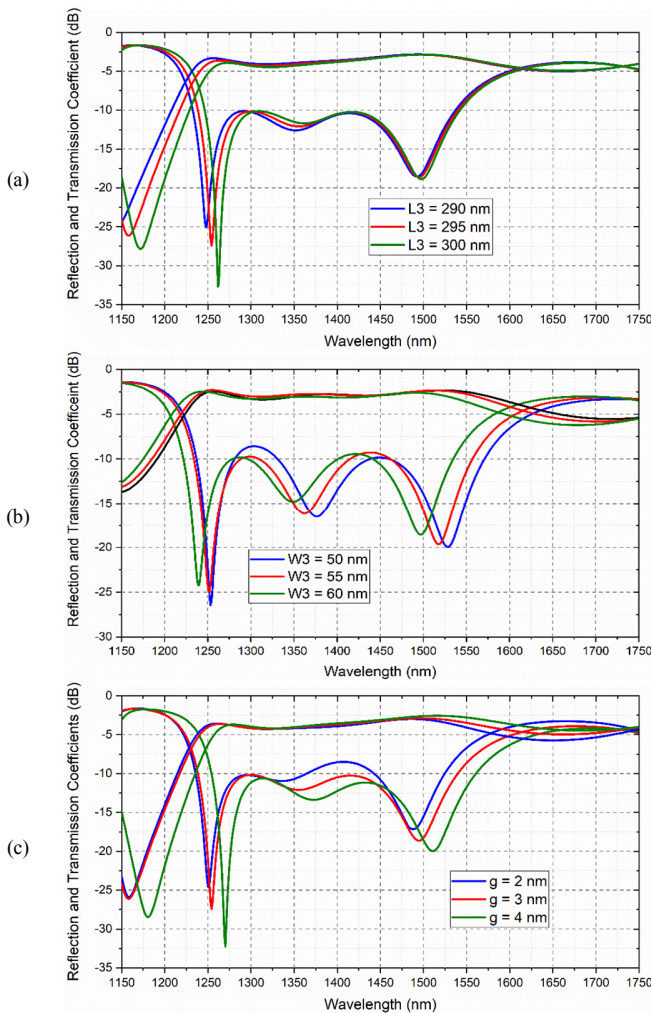 (a)
Reflection and Transmission Coefficient (dB)
0
-5
-10
-15
-20
-25
-30
-35
L3 = 290 nm
L3 = 295 nm
L3 = 300 nm
1150 1200 1250 1300 1350 1400 1450 1500 1550 1600 1650 1700 1750
Wavelength (nm)
(b)
Reflection and Transmission Coefficeint (dB)
0
-5
-10
-15
-20
-25
-30
W3 = 50 nm
W3 = 55 nm
W3 = 60 nm
1150 1200 1250 1300 1350 1400 1450 1500 1550 1600 1650 1700 1750
Wavelength (nm)
(c)
Reflection and Transmission Coefficients (dB)
0
-5
-10
-15
-20
-25
-30
-35
g = 2 nm
g = 3 nm
g = 4 nm
1150 1200 1250 1300 1350 1400 1450 1500 1550 1600 1650 1700 1750
Wavelength (nm)